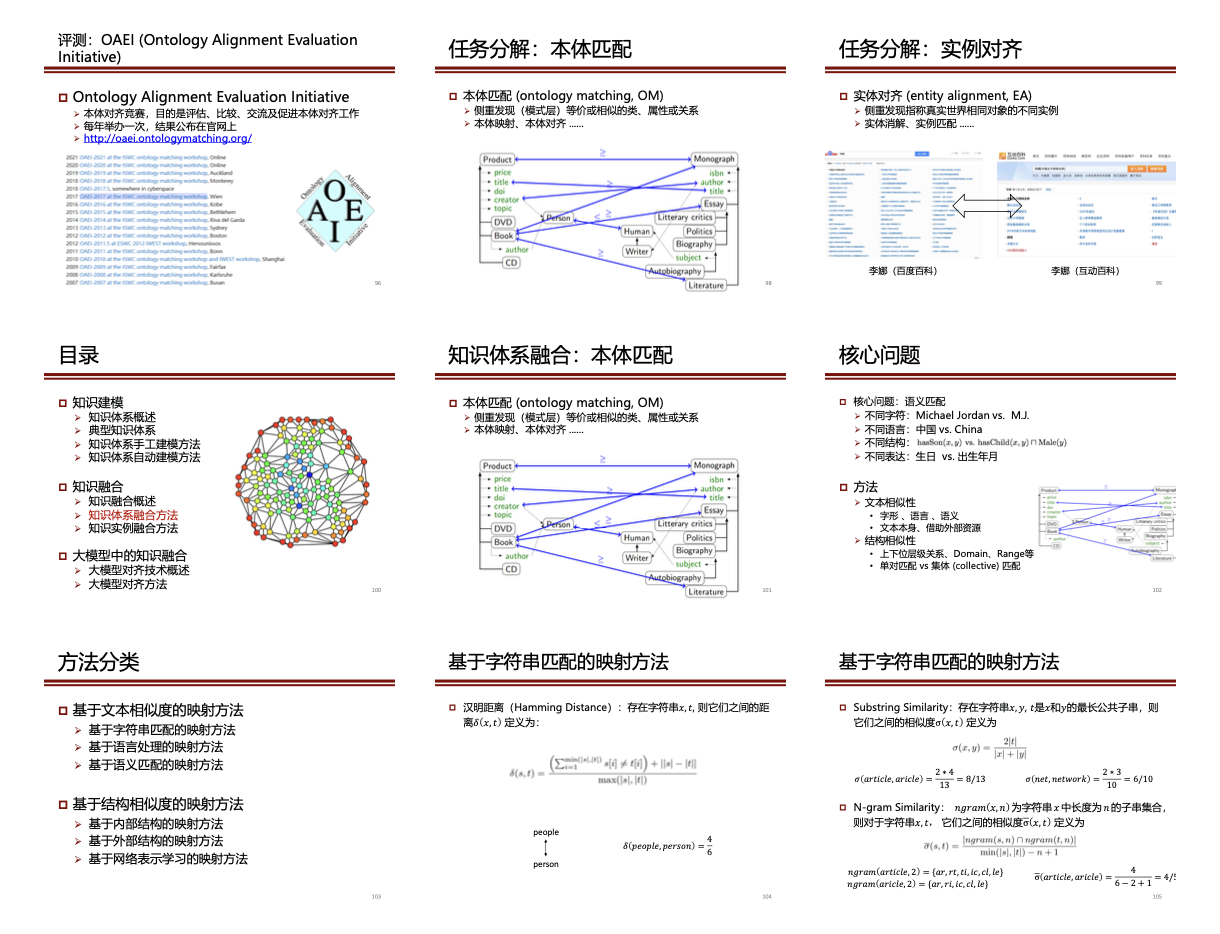 评测：OAEI (Ontology Alignment Evaluation
Initiative)
Ontology Alignment Evaluation Initiative
本体对齐竞赛，目的是评估、比较、交流及促进本体对齐工作
每年举办一次，结果公布在官网上
http://oaei.ontologymatching.org/
2021 OAEI-2021 at the ISWC ontology matching workshop, Online
2020 OAEI-2020 at the ISWC ontology matching workshop, Online
2019 OAEI-2019 at the ISWC ontology matching workshop, Auckland
2018 OAEI-2018 at the ISWC ontology matching workshop, Monterey
2018 OAEI-2017.5, somewhere in cyberspace
2017 OAEI-2017 at the ISWC ontology matching workshop, Wien
2016 OAEI-2016 at the ISWC ontology matching workshop, Kobe
2015 OAEI-2015 at the ISWC ontology matching workshop, Bethlehem
2014 OAEI-2014 at the ISWC ontology matching workshop, Riva del Garda
2013 OAEI-2013 at the ISWC ontology matching workshop, Sydney
2012 OAEI-2012 at the ISWC ontology matching workshop, Boston
2012 OAEI-2011.5 at ESWC 2012 IWEST workshop, Hersounissos
2011 OAEI-2011 at the ISWC ontology matching workshop, Bonn
2010 OAEI-2010 at the ISWC ontology matching workshop and IWEST workshop, Shanghai
2009 OAEI-2009 at the ISWC ontology matching workshop, Fairfax
2008 OAEI-2008 at the ISWC ontology matching workshop, Karlsruhe
2007 OAEI-2007 at the ISWC ontology matching workshop, Busan
Ontology
Alignment
O
A E
I
Evaluation
Initiative
96
任务分解：本体匹配
本体匹配 (ontology matching, OM)
侧重发现（模式层）等价或相似的类、属性或关系
本体映射、本体对齐 ......
Product
price
title
doi
creator
topic
DVD
Book
author
CD
Person
Human
Writer
Monograph
isbn
author
title
Essay
Litterary critics
Politics
Biography
subject
Autobiography
Literature
98
任务分解：实例对齐
实体对齐 (entity alignment, EA)
侧重发现指称真实世界相同对象的不同实例
实体消解、实例匹配 ......
互动百科
李娜（百度百科）
李娜（互动百科）
99
目录
知识建模
知识体系概述
典型知识体系
知识体系手工建模方法
知识体系自动建模方法
知识融合
知识融合概述
知识体系融合方法
知识实例融合方法
大模型中的知识融合
大模型对齐技术概述
大模型对齐方法
100
知识体系融合：本体匹配
本体匹配 (ontology matching, OM)
侧重发现（模式层）等价或相似的类、属性或关系
本体映射、本体对齐 ......
Product
price
title
doi
creator
topic
DVD
Book
author
CD
Person
Human
Writer
Monograph
isbn
author
title
Essay
Litterary critics
Politics
Biography
subject
Autobiography
Literature
101
核心问题
核心问题：语义匹配
不同字符：Michael Jordan vs. M.J.
不同语言：中国 vs. China
不同结构： hasSon(x, y) vs. hasChild(x, y) ⊓ Male(y)
不同表达：生日 vs. 出生年月
方法
文本相似性
• 字形 、语言 、语义
• 文本本身、借助外部资源
结构相似性
• 上下位层级关系、Domain、Range等
• 单对匹配 vs 集体 (collective) 匹配
Product
price
title
doi
creator
topic
DVD
Book
author
CD
Person
Human
Writer
Monograp
isbn
author
title
Essay
Litterary critics
Politics
Biography
subject
Autobiography
Literature
102
方法分类
基于文本相似度的映射方法
基于字符串匹配的映射方法
基于语言处理的映射方法
基于语义匹配的映射方法
基于结构相似度的映射方法
基于内部结构的映射方法
基于外部结构的映射方法
基于网络表示学习的映射方法
103
基于字符串匹配的映射方法
汉明距离（Hamming Distance）：存在字符串x, t, 则它们之间的距
离δ(x, t) 定义为：
δ(s, t) = ((∑_{i=1}^{min(|s|,|t|)} s[i] ≠ t[i]) + ||s| − |t||) / max(|s|, |t|)
people
person
δ(people, person) = 4/6
104
基于字符串匹配的映射方法
Substring Similarity：存在字符串x, y, t是x和y的最长公共子串，则
它们之间的相似度σ(x, t) 定义为
σ(x, y) = 2|t| / (|x| + |y|)
σ(article, aricle) = 2 ∗ 4 / 13 = 8/13
σ(net, network) = 2 ∗ 3 / 10 = 6/10
N-gram Similarity： ngram(x, n) 为字符串 x 中长度为 n 的子串集合，
则对于字符串x, t， 它们之间的相似度σ̅(x, t) 定义为
σ̅(s, t) = |ngram(s, n) ∩ ngram(t, n)| / (min(|s|, |t|) − n + 1)
ngram(article, 2) = {ar, rt, ti, ic, cl, le}
ngram(aricle, 2) = {ar, ri, ic, cl, le}
σ̅(article, aricle) = 4 / (6 − 2 + 1) = 4/5
105